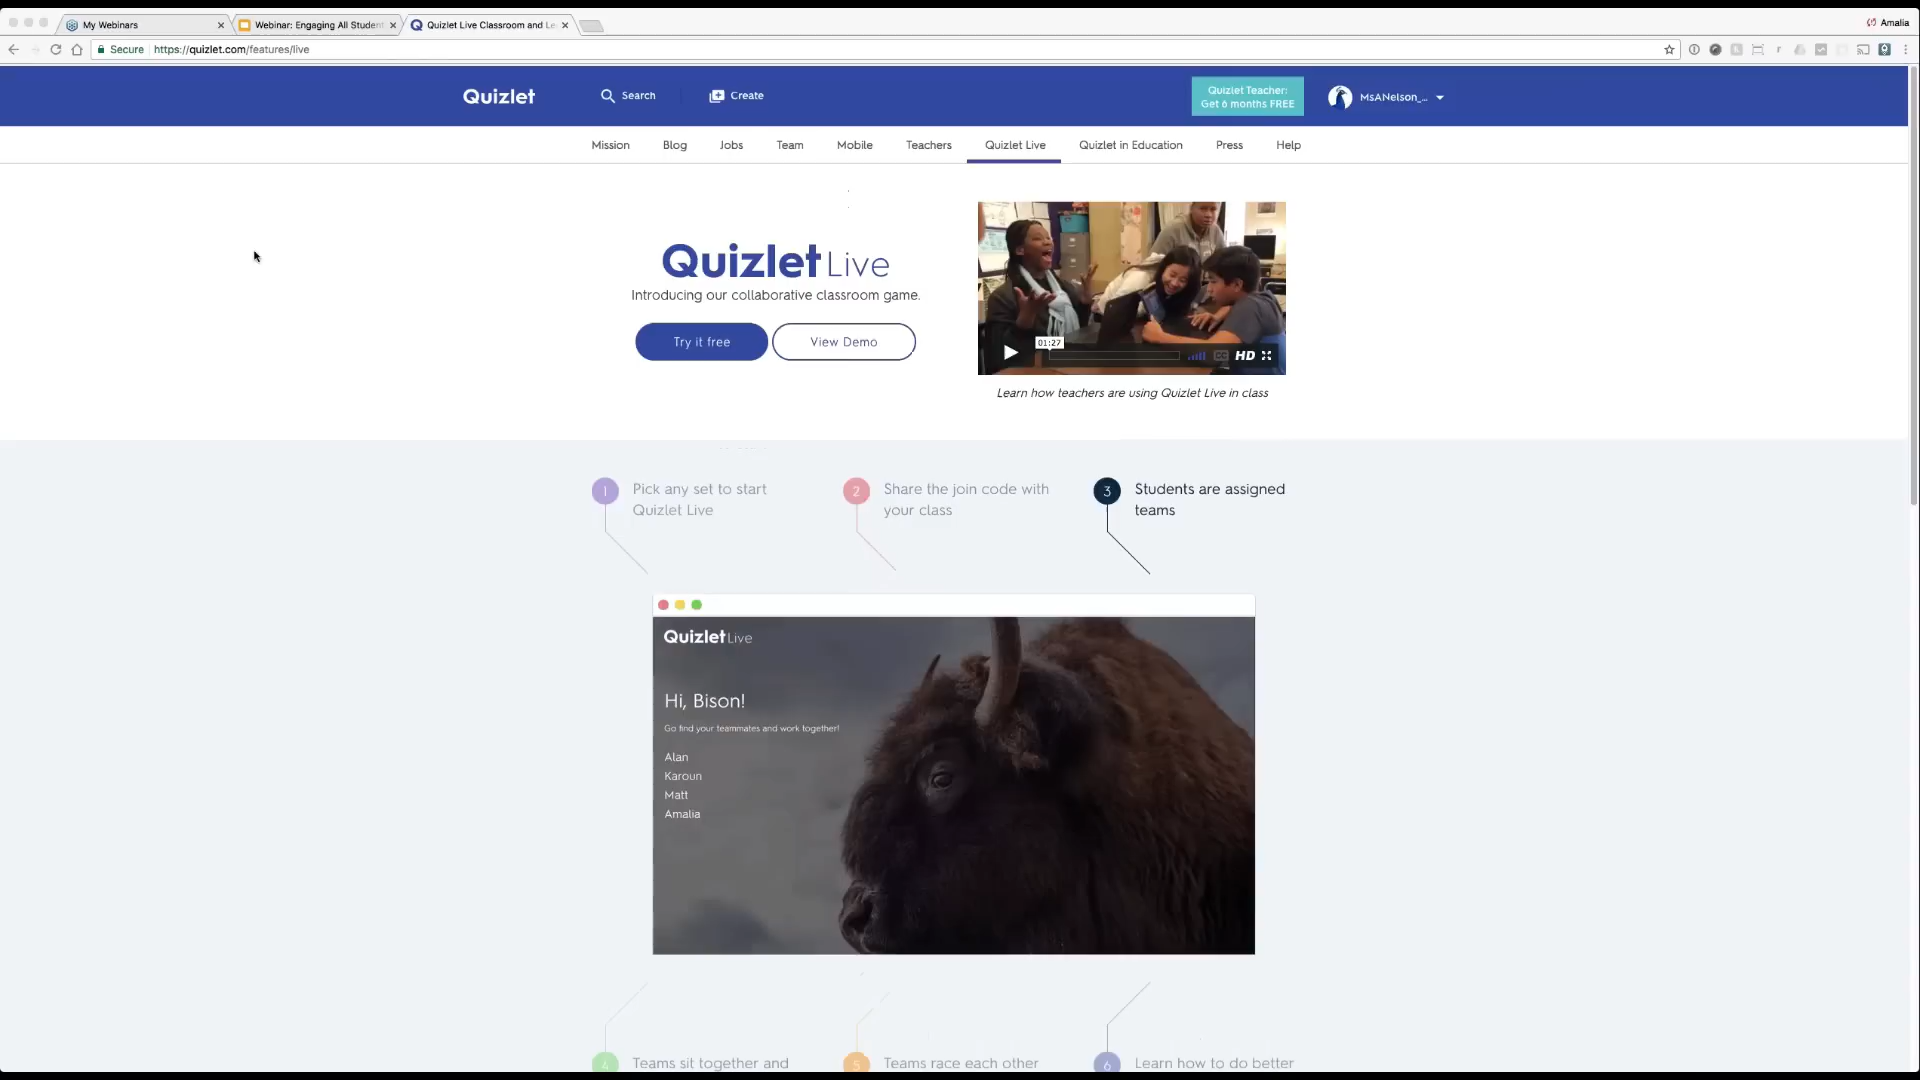 My Webinars
Webinar: Engaging All Student
Quizlet Live Classroom and Le
Amalia
Secure
https://quizlet.com/features/live
Quizlet
Search
Create
Quizlet Teacher:
Get 6 months FREE
MsANelson_...
Mission
Blog
Jobs
Team
Mobile
Teachers
Quizlet Live
Quizlet in Education
Press
Help
Quizlet Live
Introducing our collaborative classroom game.
Try it free
View Demo
01:27
CC
HD
Learn how teachers are using Quizlet Live in class
1
Pick any set to start
Quizlet Live
2
Share the join code with
your class
3
Students are assigned
teams
Quizlet Live
Hi, Bison!
Go find your teammates and work together!
Alan
Karoun
Matt
Amalia
4
Teams sit together and
5
Teams race each other
6
Learn how to do better